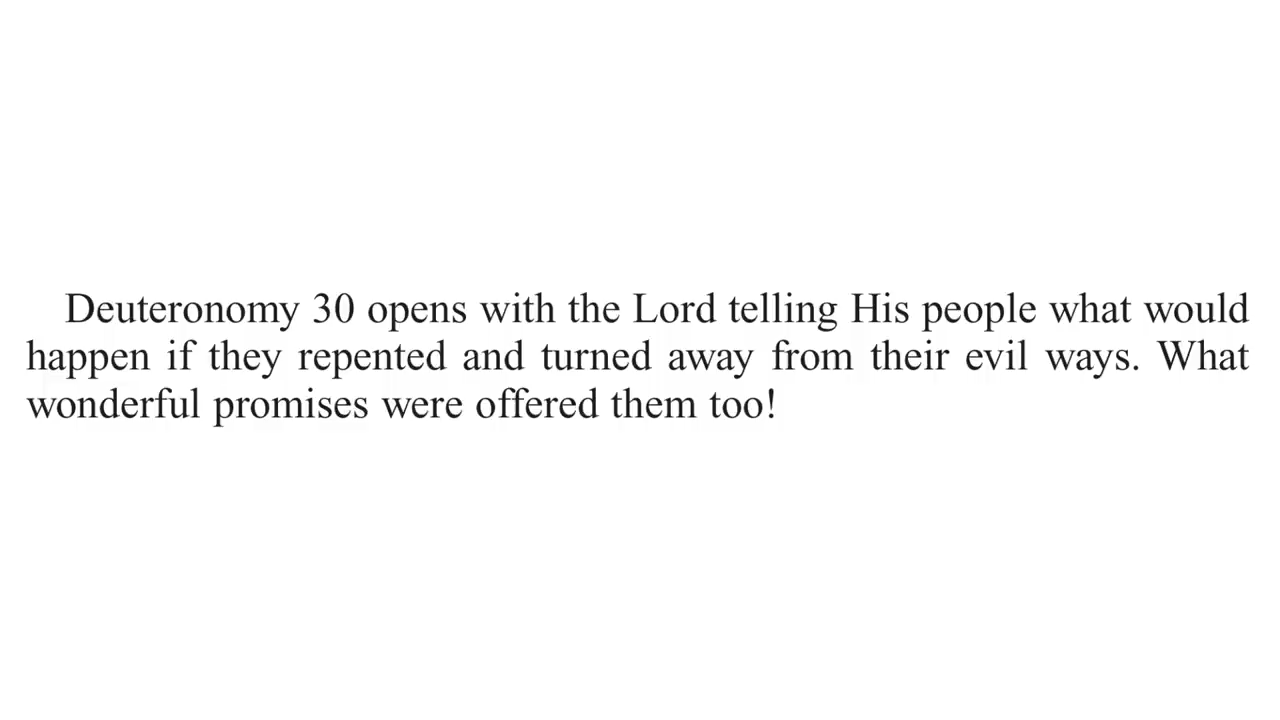 Deuteronomy 30 opens with the Lord telling His people what would
happen if they repented and turned away from their evil ways. What
wonderful promises were offered them too!